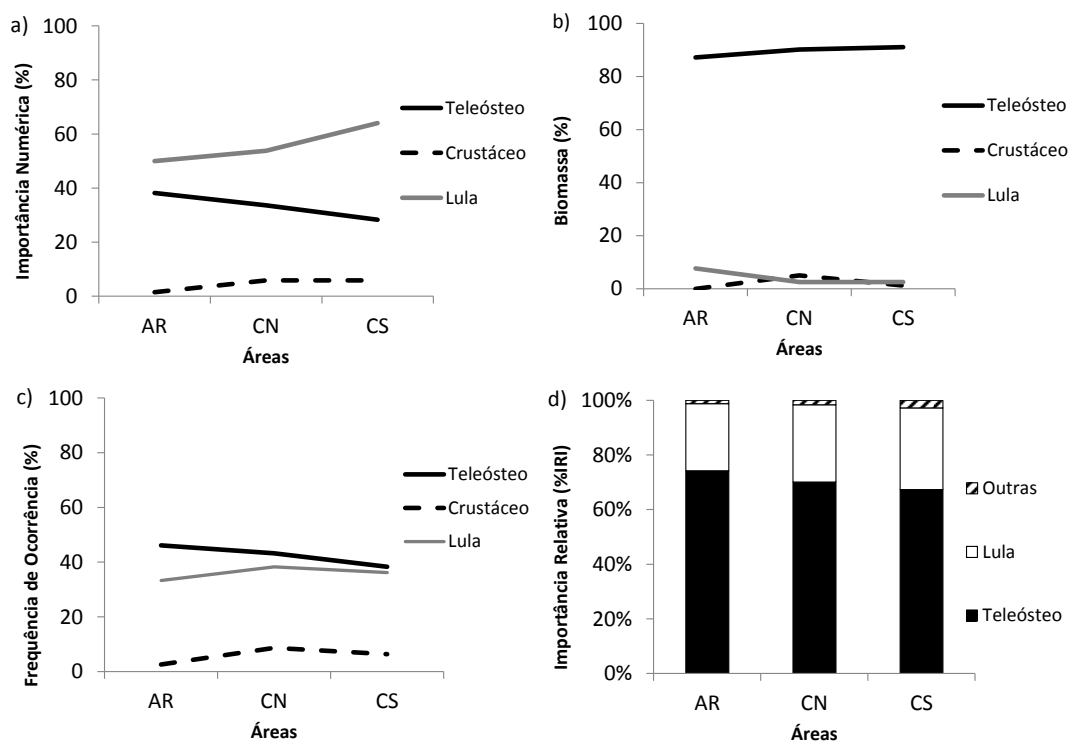 a)
Importância Numérica (%)
100
80
60
40
20
0
AR CN CS
Áreas
Teleósteo
Crustáceo
Lula
b)
Biomassa (%)
100
80
60
40
20
0
AR CN CS
Áreas
Teleósteo
Crustáceo
Lula
c)
Frequência de Ocorrência (%)
100
80
60
40
20
0
AR CN CS
Áreas
Teleósteo
Crustáceo
Lula
d)
Importância Relativa (%IRI)
100%
80%
60%
40%
20%
0%
AR CN CS
Áreas
Outras
Lula
Teleósteo